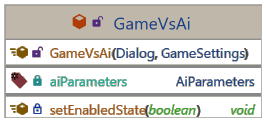 GameVsAi
GameVsAi(Dialog, GameSettings)
aiParameters AiParameters
setEnabledState(boolean) void